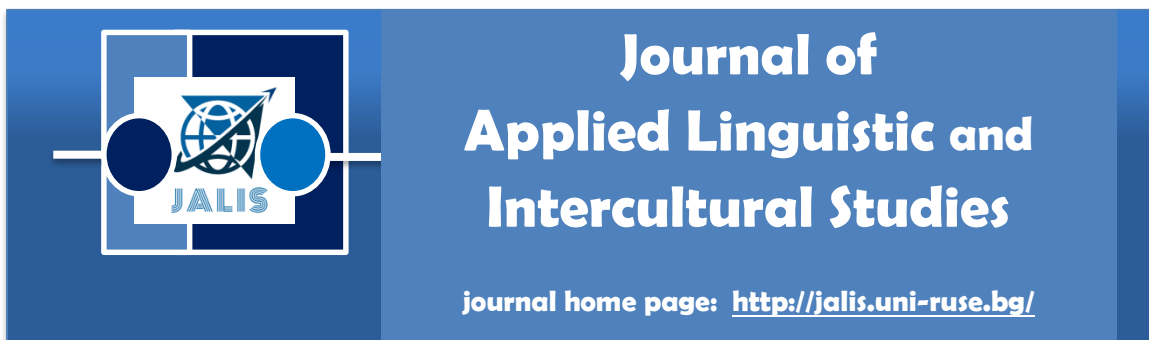 JALIS
Journal of
Applied Linguistic and
Intercultural Studies
journal home page: http://jalis.uni-ruse.bg/